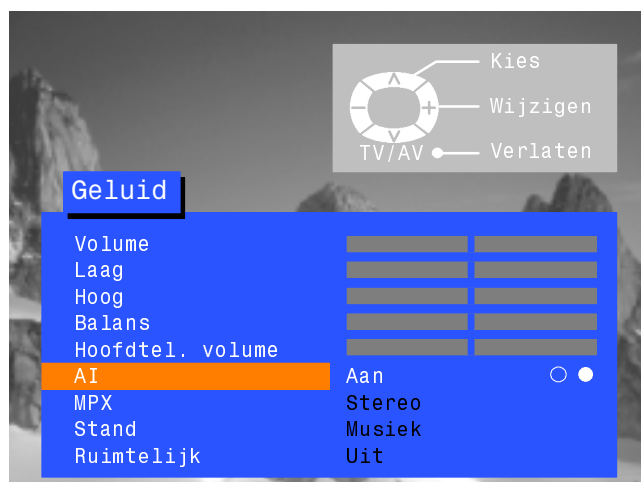 Kies
Wijzigen
TV/AV Verlaten
Geluid
Volume
Laag
Hoog
Balans
Hoofdtel. volume
AI Aan
MPX Stereo
Stand Musiek
Ruimtelijk Uit